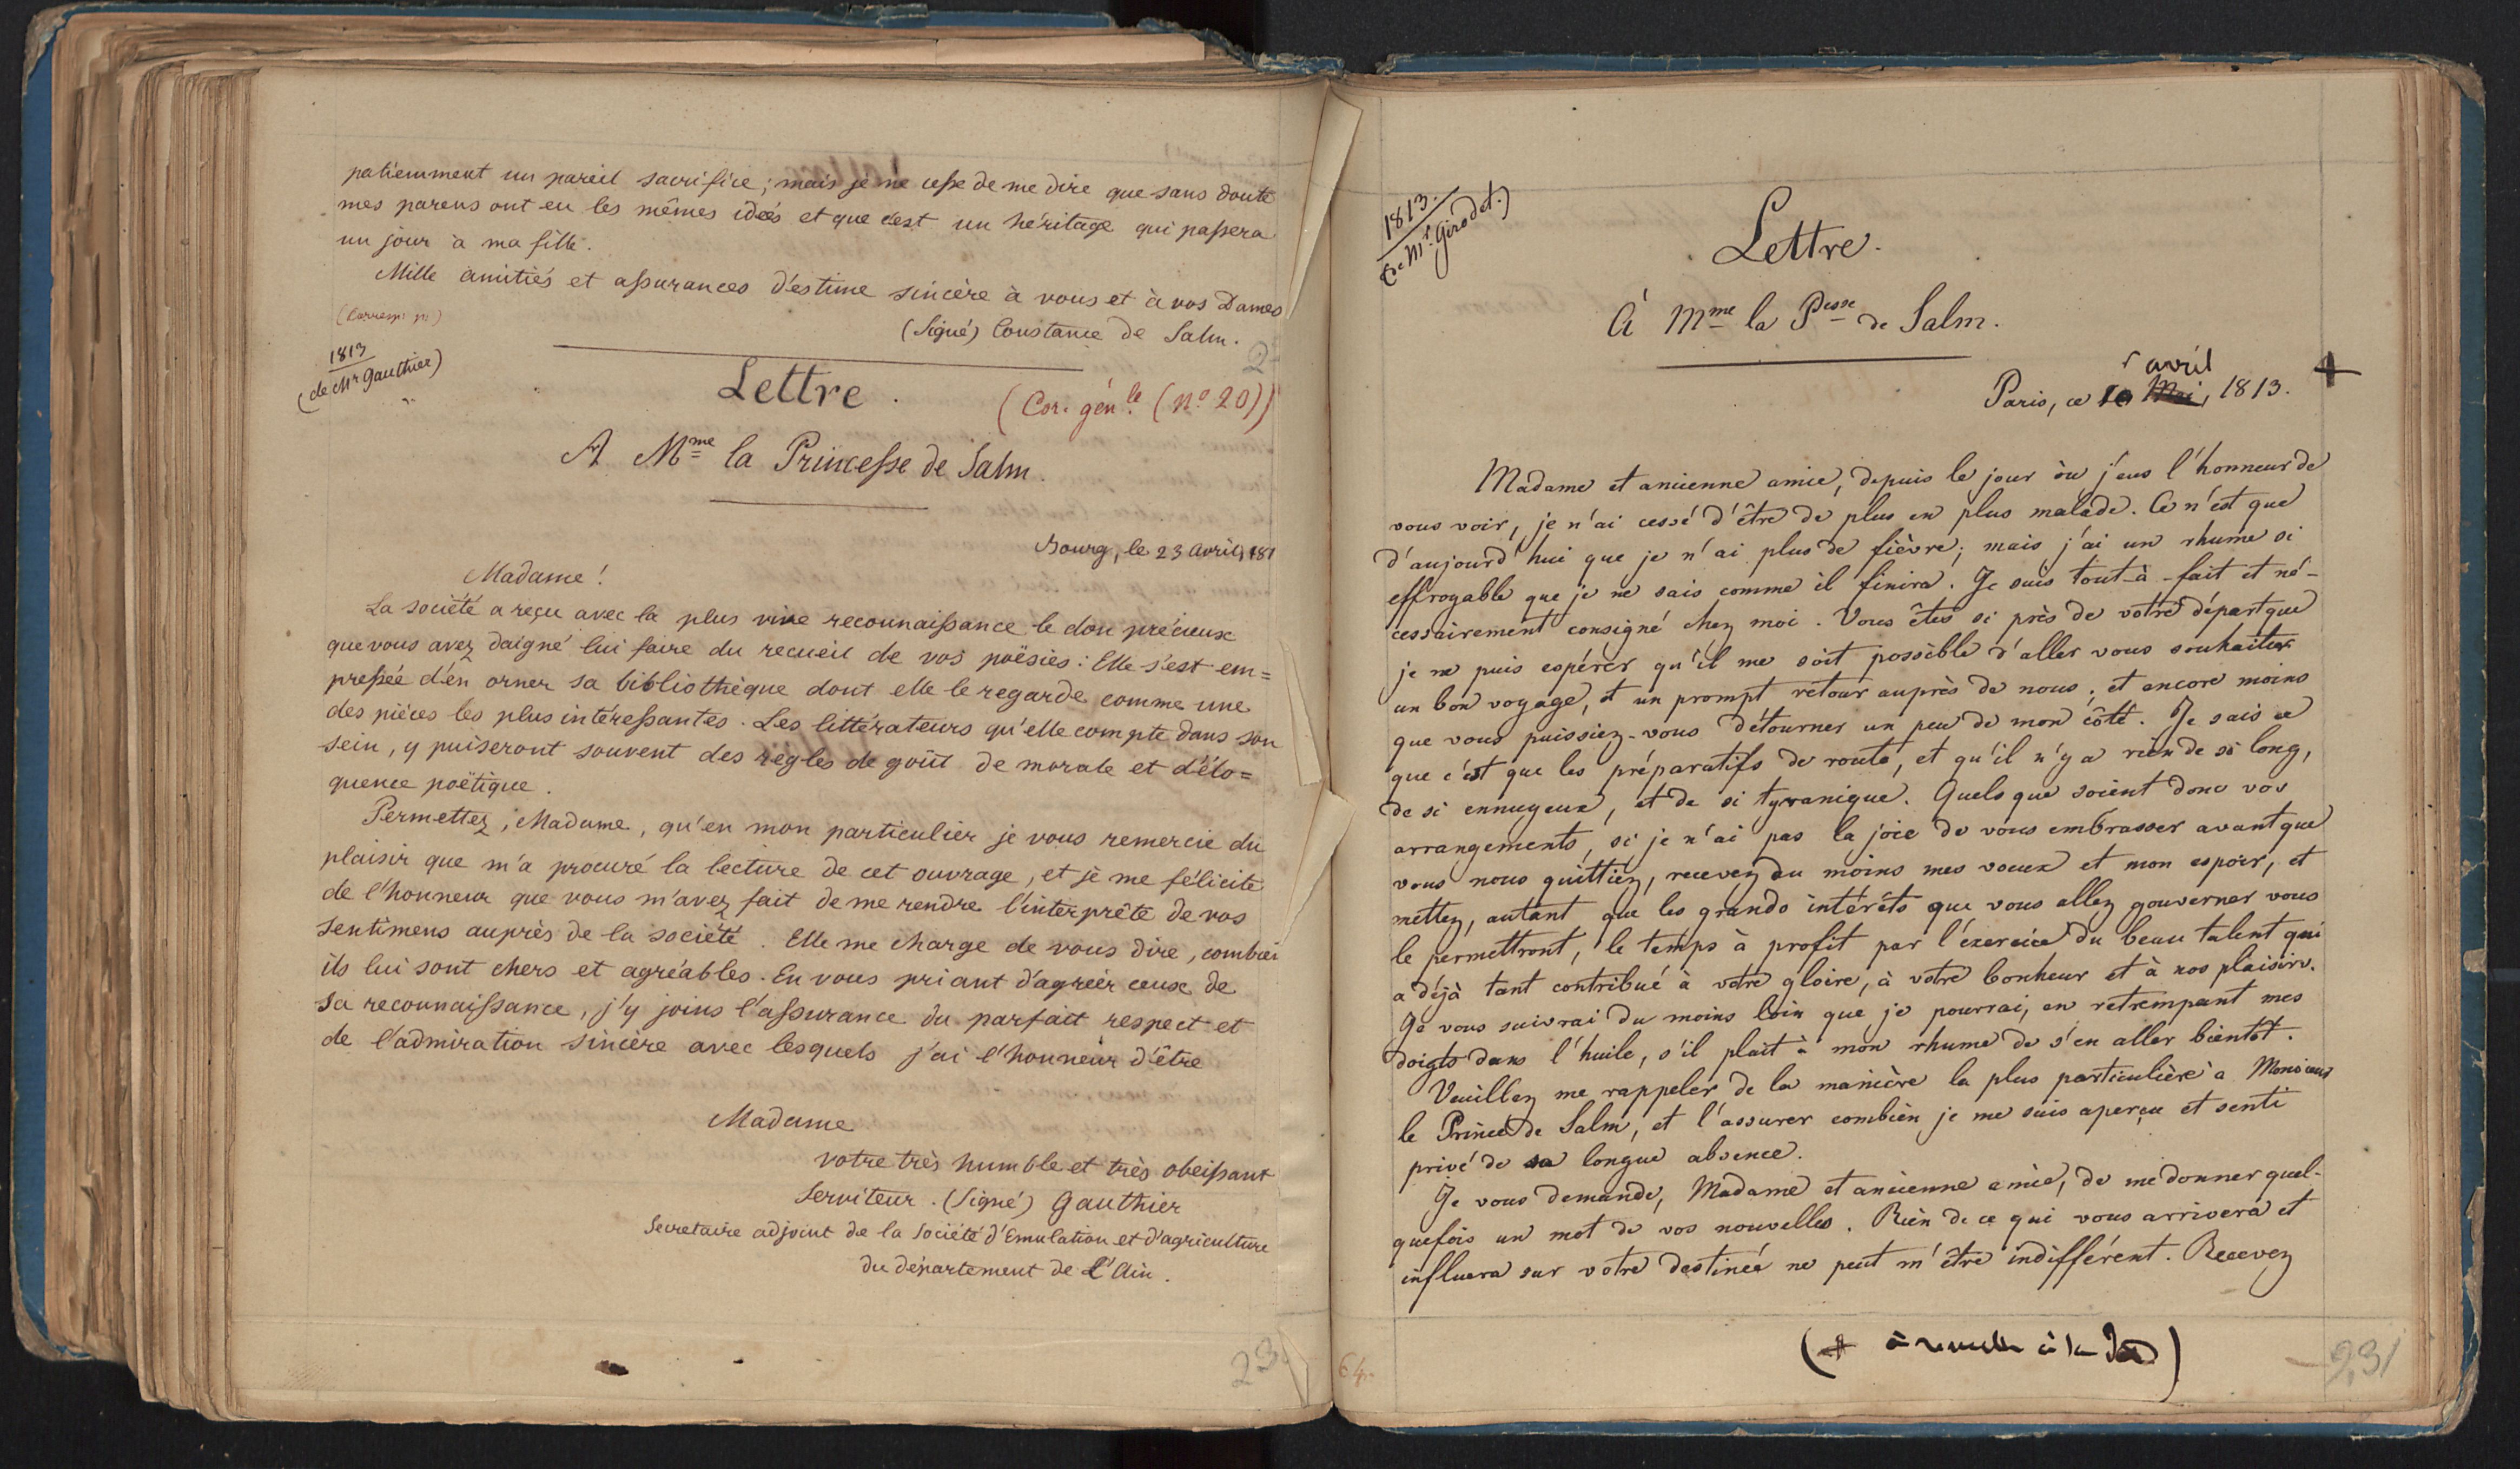 patiemment un pareil sacrifice; mais je ne cesse de me dire que sans doute
mes parens ont eu les mêmes idées et que c'est un héritage qui passera
un jour à ma fille.
Mille amitiés et assurances d'estime sincère à vous et à vos Dames
(Signé) Constance de Salm.
1813
(de Mr Gauthier)
Lettre.
(Cor. génle. (No 20))
A Mme la Princesse de Salm.
Bourg, le 23 avril, 181
Madame!
La société a reçu avec la plus vive reconnaissance le don précieux
que vous avez daigné lui faire du recueil de vos poësies: Elle s'est em=
pressée d'en orner sa bibliothèque dont elle le regarde comme une
des pièces les plus intéressantes. Les littérateurs qu'elle compte dans son
sein, y puiseront souvent des règles de goût de morale et d'élo=
quence poëtique.
Permettez, Madame, qu'en mon particulier je vous remercie du
plaisir que m'a procuré la lecture de cet ouvrage, et je me félicite
de l'honneur que vous m'avez fait de me rendre l'interprête de vos
sentimens auprès de la société. Elle me charge de vous dire, combien
ils lui sont chers et agréables. En vous priant d'agréer ceux de
sa reconnaissance, j'y joins l'assurance du parfait respect et
de l'admiration sincère avec lesquels j'ai l'honneur d'être
Madame
votre très humble et très obeissant
Serviteur. (Signé) Gauthier
Secretaire adjoint de la Société d'Emulation et d'agriculture
du département de l'Ain.
23
1813.
(de Mr. Girodet.)
Lettre.
À Mme la Pesse de Salm.
avril
Paris, ce 10 Mai, 1813.
Madame et ancienne amie, depuis le jour où j'eus l'honneur de
vous voir, je n'ai cessé d'être de plus en plus malade. Ce n'est que
d'aujourd'hui que je n'ai plus de fièvre; mais j'ai un rhume si
effroyable que je ne sais comme il finira. Je suis tout-à-fait et né-
cessairement consigné chez moi. Vous êtes si près de votre départ que
je ne puis espérer qu'il me soit possible d'aller vous souhaiter
un bon voyage, et un prompt retour auprès de nous; et encore moins
que vous puissiez-vous détourner un peu de mon côté. Je sais ce
que c'est que les préparatifs de route, et qu'il n'y a rien de si long,
de si ennuyeux, et de si tyranique. Quels que soient donc vos
arrangements, si je n'ai pas la joie de vous embrasser avant que
vous nous quittiez, recevez du moins mes voeux et mon espoir, et
mettez, autant que les grands intérêts que vous allez gouverner vous
le permettront, le temps à profit par l'exercice du beau talent qui
a déjà tant contribué à votre gloire, à votre bonheur et à nos plaisirs.
Je vous suivrai du moins loin que je pourrai, en retrempant mes
doigts dans l'huile, s'il plait à mon rhume de s'en aller bientôt.
Veuillez me rappeler de la manière la plus particulière à Monsieur
le Prince de Salm, et l'assurer combien je me suis aperçu et senti
privé de sa longue absence.
Je vous demande, Madame et ancienne amie, de me donner quel-
quefois un mot de vos nouvelles. Rien de ce qui vous arrivera et
influera sur votre destinée ne peut m'être indifférent. Recevez
231